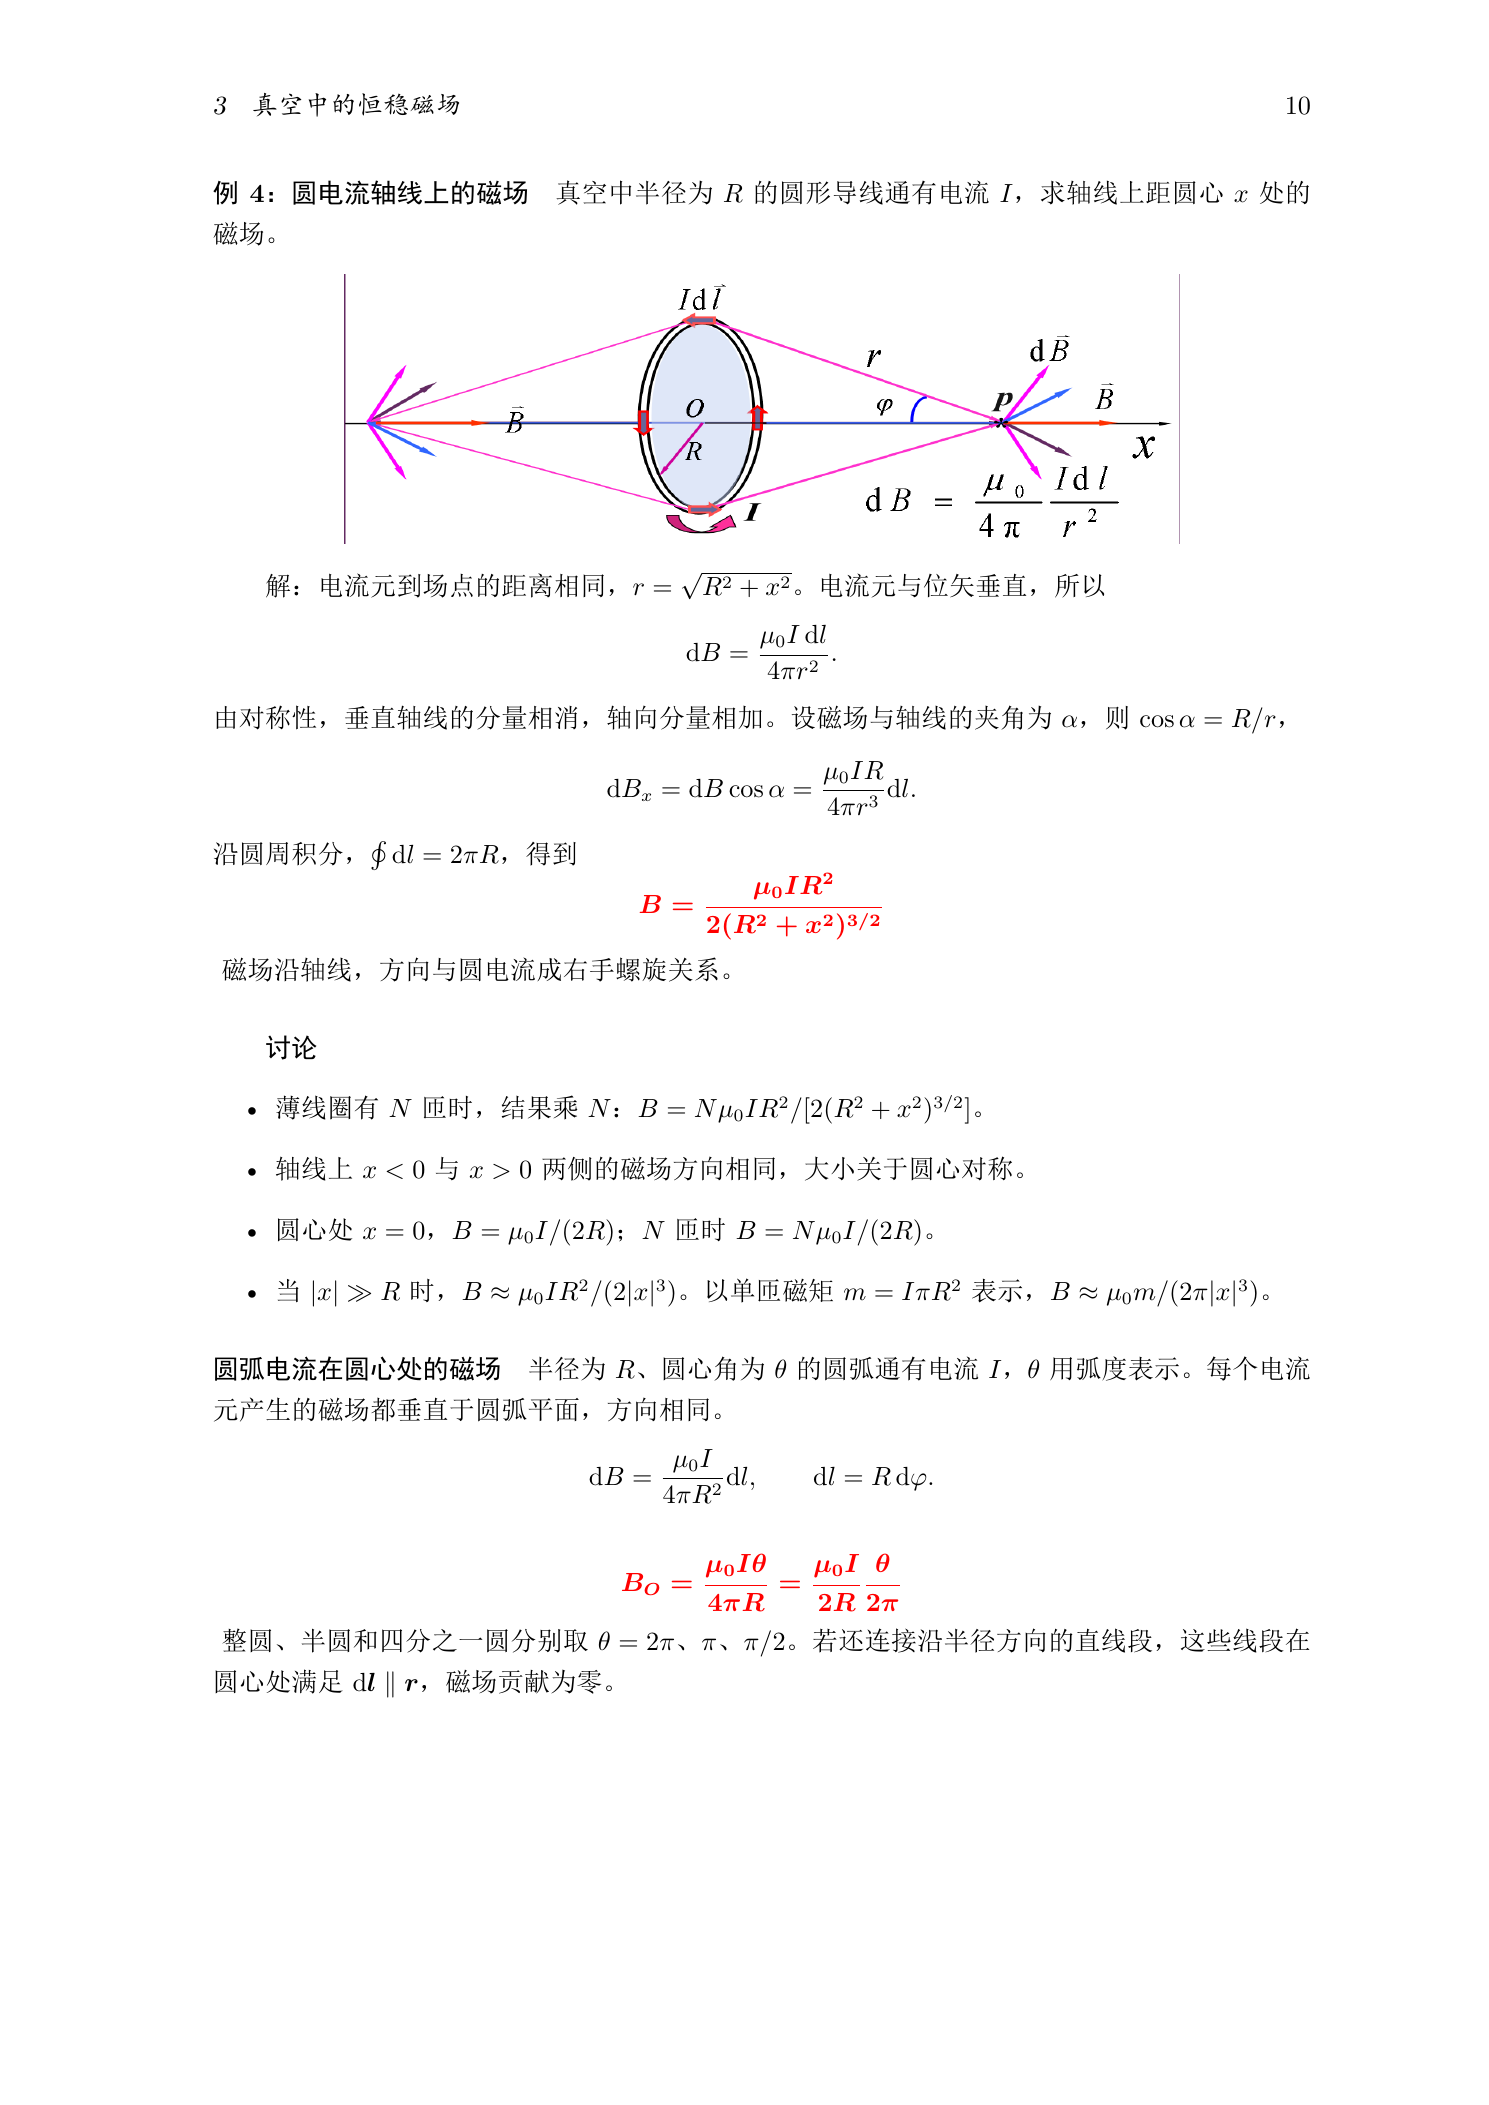 3 真空中的恒稳磁场 10
例 4：圆电流轴线上的磁场 真空中半径为 R 的圆形导线通有电流 I，求轴线上距圆心 x 处的
磁场。
I d l⃗
r
d B⃗
φ
p
B⃗
B⃗
O
R
x
I
d B = μ₀/4π I d l/r²
解：电流元到场点的距离相同，r = √(R² + x²)。电流元与位矢垂直，所以
dB = μ₀I dl/4πr².
由对称性，垂直轴线的分量相消，轴向分量相加。设磁场与轴线的夹角为 α，则 cos α = R/r，
dBₓ = dB cos α = μ₀IR/4πr³ dl.
沿圆周积分，∮ dl = 2πR，得到
B = μ₀IR²/2(R² + x²)^{3/2}
磁场沿轴线，方向与圆电流成右手螺旋关系。
讨论
• 薄线圈有 N 匝时，结果乘 N：B = Nμ₀IR²/[2(R² + x²)^{3/2}]。
• 轴线上 x < 0 与 x > 0 两侧的磁场方向相同，大小关于圆心对称。
• 圆心处 x = 0，B = μ₀I/(2R)；N 匝时 B = Nμ₀I/(2R)。
• 当 |x| ≫ R 时，B ≈ μ₀IR²/(2|x|³)。以单匝磁矩 m = IπR² 表示，B ≈ μ₀m/(2π|x|³)。
圆弧电流在圆心处的磁场 半径为 R、圆心角为 θ 的圆弧通有电流 I，θ 用弧度表示。每个电流
元产生的磁场都垂直于圆弧平面，方向相同。
dB = μ₀I/4πR² dl, dl = R dφ.
B_O = μ₀Iθ/4πR = μ₀I/2R θ/2π
整圆、半圆和四分之一圆分别取 θ = 2π、π、π/2。若还连接沿半径方向的直线段，这些线段在
圆心处满足 dl ∥ r，磁场贡献为零。